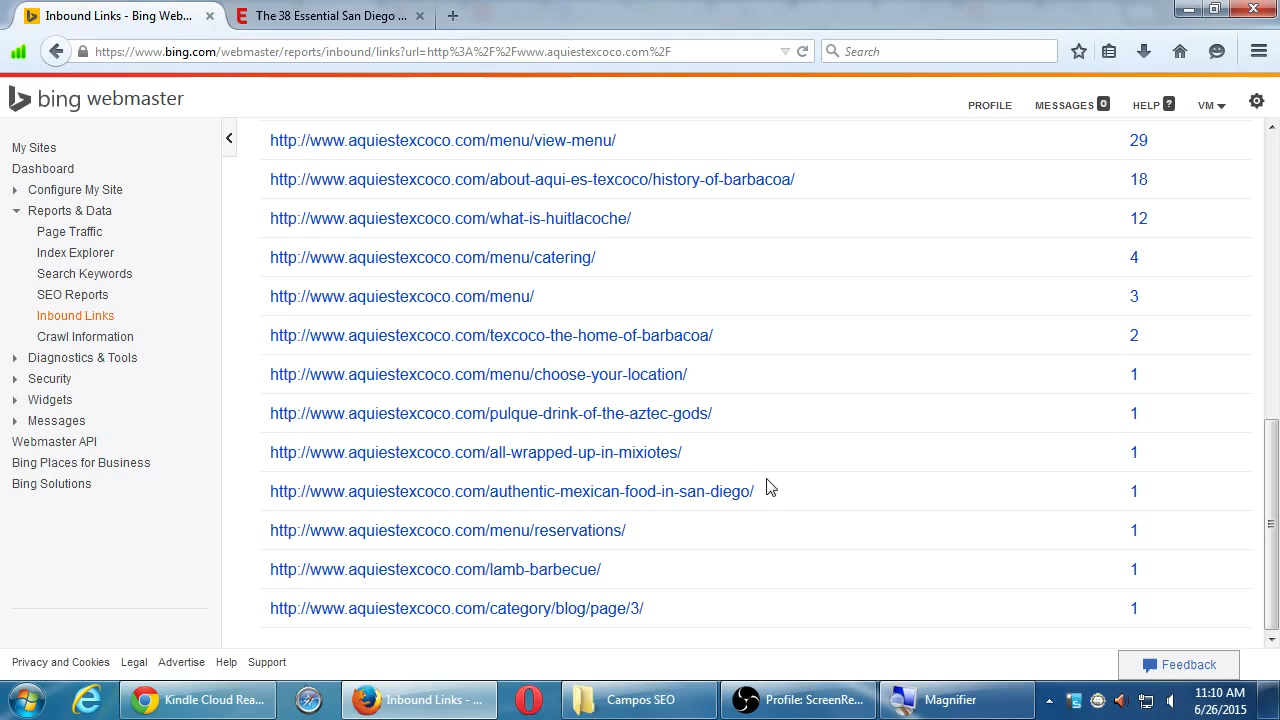 Inbound Links - Bing Web...
The 38 Essential San Diego ...
https://www.bing.com/webmaster/reports/inbound/links?url=http%3A%2F%2Fwww.aquiestexcoco.com%2F
Search
bing webmaster
PROFILE MESSAGES 0 HELP ? VM
My Sites
Dashboard
Configure My Site
Reports & Data
Page Traffic
Index Explorer
Search Keywords
SEO Reports
Inbound Links
Crawl Information
Diagnostics & Tools
Security
Widgets
Messages
Webmaster API
Bing Places for Business
Bing Solutions
http://www.aquiestexcoco.com/menu/view-menu/ 29
http://www.aquiestexcoco.com/about-aqui-es-texcoco/history-of-barbacoa/ 18
http://www.aquiestexcoco.com/what-is-huitlacoche/ 12
http://www.aquiestexcoco.com/menu/catering/ 4
http://www.aquiestexcoco.com/menu/ 3
http://www.aquiestexcoco.com/texcoco-the-home-of-barbacoa/ 2
http://www.aquiestexcoco.com/menu/choose-your-location/ 1
http://www.aquiestexcoco.com/pulque-drink-of-the-aztec-gods/ 1
http://www.aquiestexcoco.com/all-wrapped-up-in-mixiotes/ 1
http://www.aquiestexcoco.com/authentic-mexican-food-in-san-diego/ 1
http://www.aquiestexcoco.com/menu/reservations/ 1
http://www.aquiestexcoco.com/lamb-barbecue/ 1
http://www.aquiestexcoco.com/category/blog/page/3/ 1
Privacy and Cookies Legal Advertise Help Support
Feedback
Kindle Cloud Rea...
Inbound Links - ...
Campos SEO
Profile: ScreenRe...
Magnifier
11:10 AM
6/26/2015